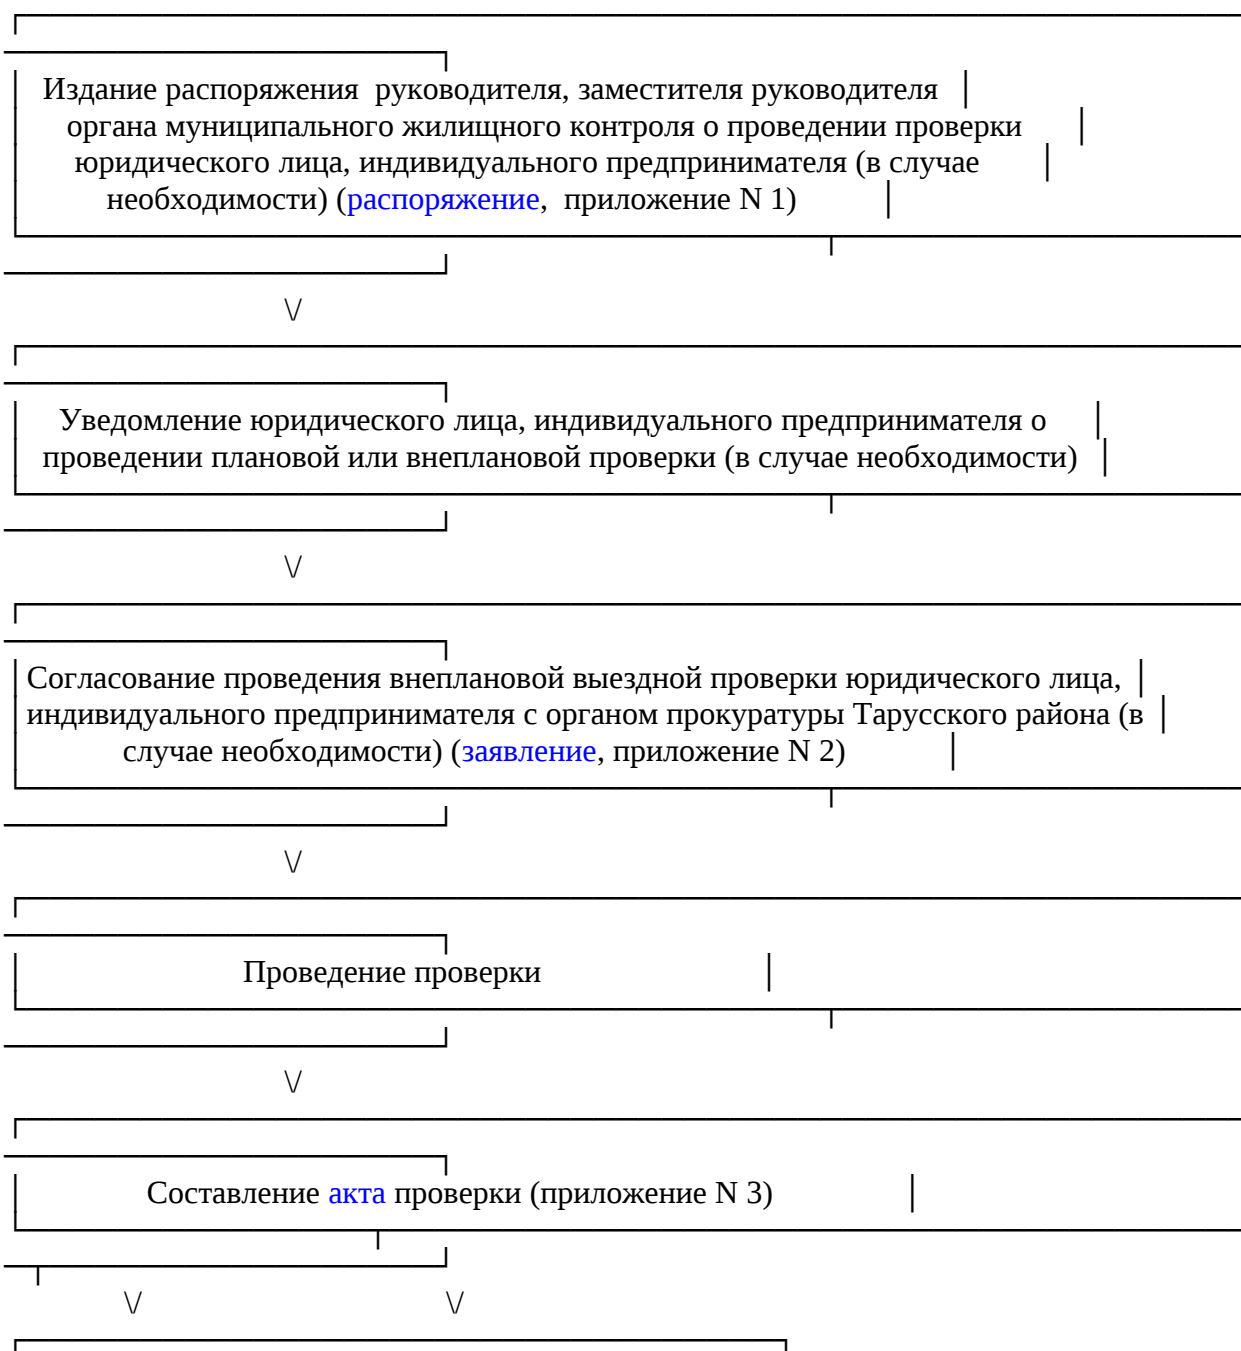 Издание распоряжения руководителя, заместителя руководителя
органа муниципального жилищного контроля о проведении проверки
юридического лица, индивидуального предпринимателя (в случае
необходимости) (распоряжение, приложение N 1)
\/
Уведомление юридического лица, индивидуального предпринимателя о
проведении плановой или внеплановой проверки (в случае необходимости)
\/
Согласование проведения внеплановой выездной проверки юридического лица,
индивидуального предпринимателя с органом прокуратуры Тарусского района (в
случае необходимости) (заявление, приложение N 2)
\/
Проведение проверки
\/
Составление акта проверки (приложение N 3)
\/ \/